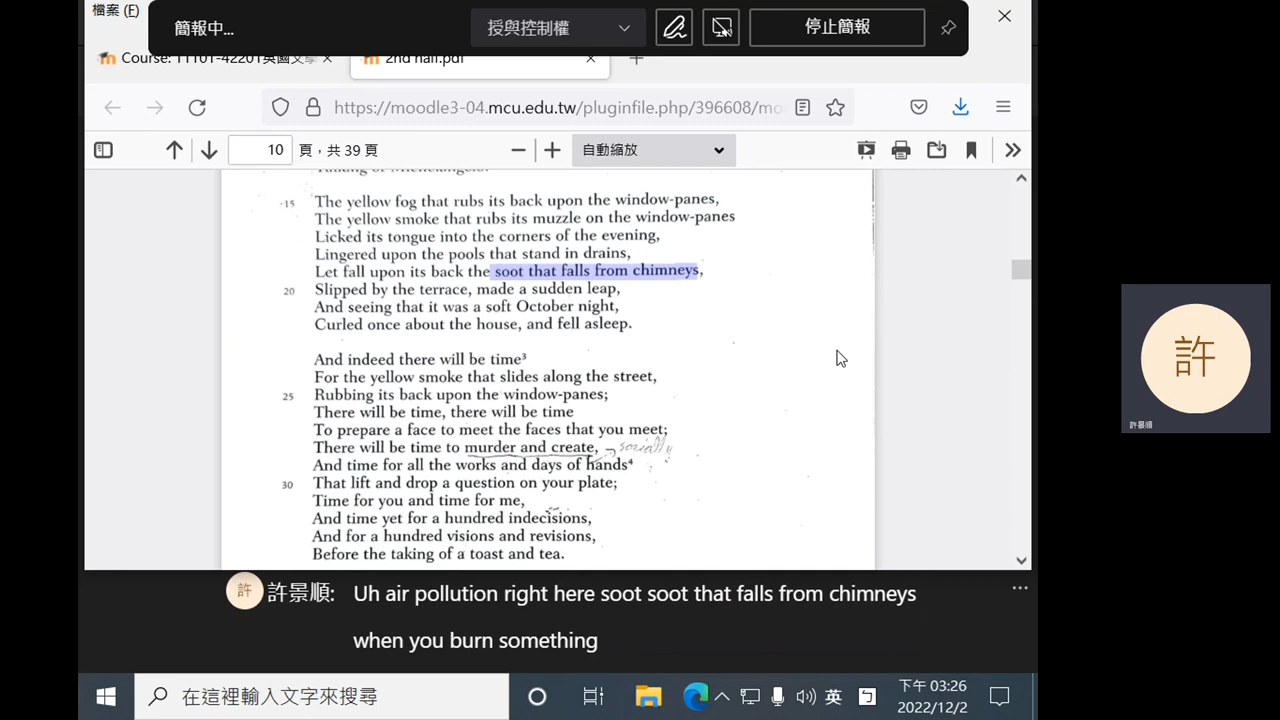 檔案 (F)
簡報中...
授與控制權
停止簡報
Course: 11101-42201英國文學
2nd half.pdf
https://moodle3-04.mcu.edu.tw/pluginfile.php/396608/mo
10 頁，共 39 頁
自動縮放
Talking of Michelangelo.
15 The yellow fog that rubs its back upon the window-panes,
The yellow smoke that rubs its muzzle on the window-panes
Licked its tongue into the corners of the evening,
Lingered upon the pools that stand in drains,
Let fall upon its back the soot that falls from chimneys,
20 Slipped by the terrace, made a sudden leap,
And seeing that it was a soft October night,
Curled once about the house, and fell asleep.
And indeed there will be time³
For the yellow smoke that slides along the street,
25 Rubbing its back upon the window-panes;
There will be time, there will be time
To prepare a face to meet the faces that you meet;
There will be time to murder and create, socially
And time for all the works and days of hands⁴
30 That lift and drop a question on your plate;
Time for you and time for me,
And time yet for a hundred indecisions,
And for a hundred visions and revisions,
Before the taking of a toast and tea.
許
許景順
許 許景順: Uh air pollution right here soot soot that falls from chimneys
when you burn something
在這裡輸入文字來搜尋
英
下午 03:26
2022/12/2